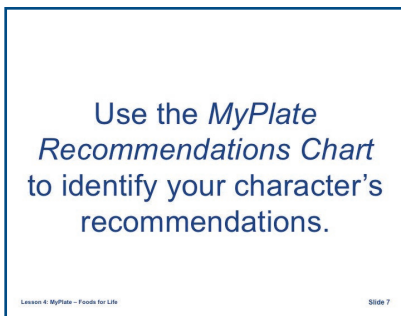 Use the MyPlate
Recommendations Chart
to identify your character's
recommendations.
Lesson 4: MyPlate – Foods for Life
Slide 7